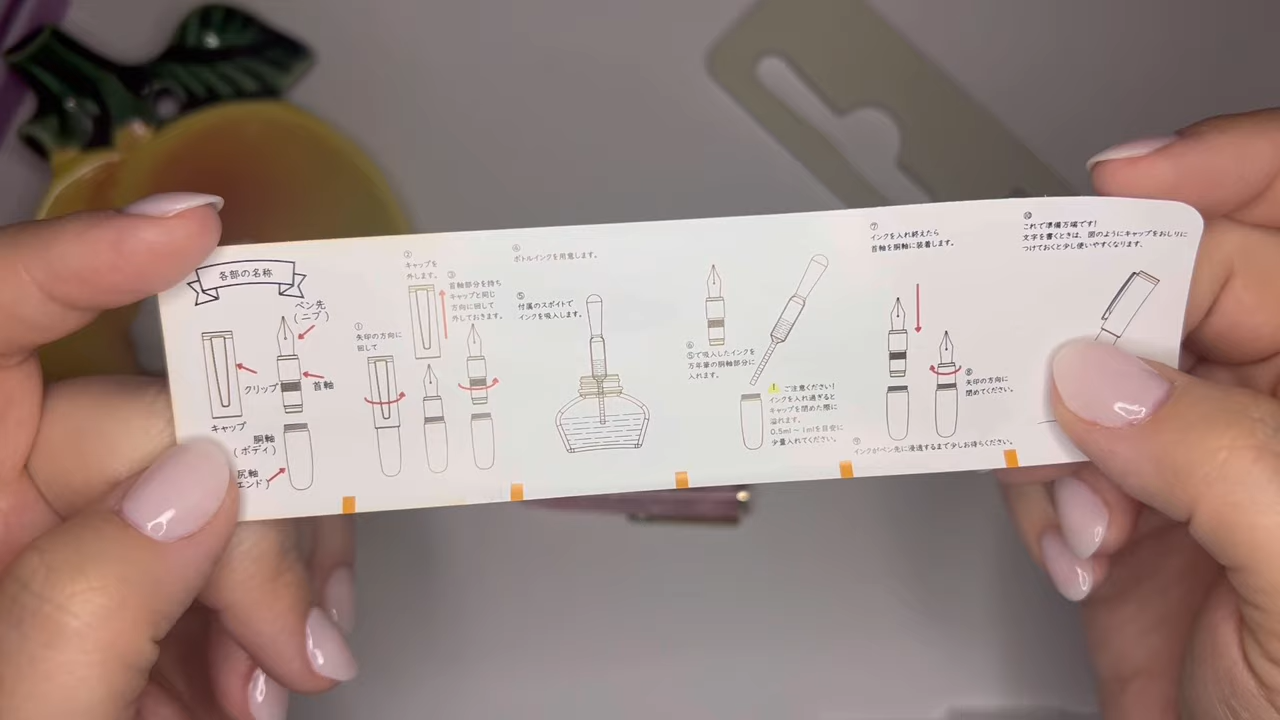 各部の名称
ペン先
(ニブ)
クリップ
首軸
キャップ
胴軸
(ボディ)
尻軸
エンド)
①
矢印の方向に
回して
②
キャップを
外します。
③
首軸部分を持ち
キャップと同じ
方向に回して
外しておきます。
④
ボトルインクを用意します。
⑤
付属のスポイトで
インクを吸入します。
⑥
⑤で吸入したインクを
万年筆の胴軸部分に
入れます。
! ご注意ください!
インクを入れ過ぎると
キャップを閉めた際に
溢れます。
0.5ml~1mlを目安に
少量入れてください。
⑦
インクを入れ終えたら
首軸を胴軸に装着します。
⑧
矢印の方向に
閉めてください。
⑨
インクがペン先に浸透するまで少しお待ちください。
⑩
これで準備万端です!
文字を書くときは、図のようにキャップをおしりに
つけておくと少し使いやすくなります。